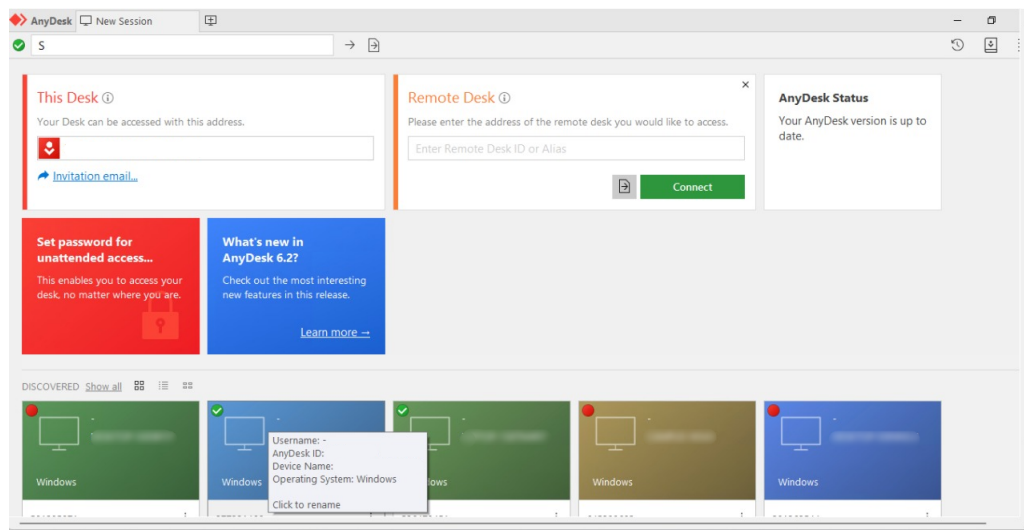 AnyDesk
New Session
S
This Desk
Your Desk can be accessed with this address.
Invitation email...
Remote Desk
Please enter the address of the remote desk you would like to access.
Enter Remote Desk ID or Alias
Connect
AnyDesk Status
Your AnyDesk version is up to
date.
Set password for
unattended access...
This enables you to access your
desk, no matter where you are.
What's new in
AnyDesk 6.2?
Check out the most interesting
new features in this release.
Learn more →
DISCOVERED Show all
-
Windows
-
Windows
Username: -
AnyDesk ID:
Device Name:
Operating System: Windows
Click to rename
-
-
Windows
-
Windows